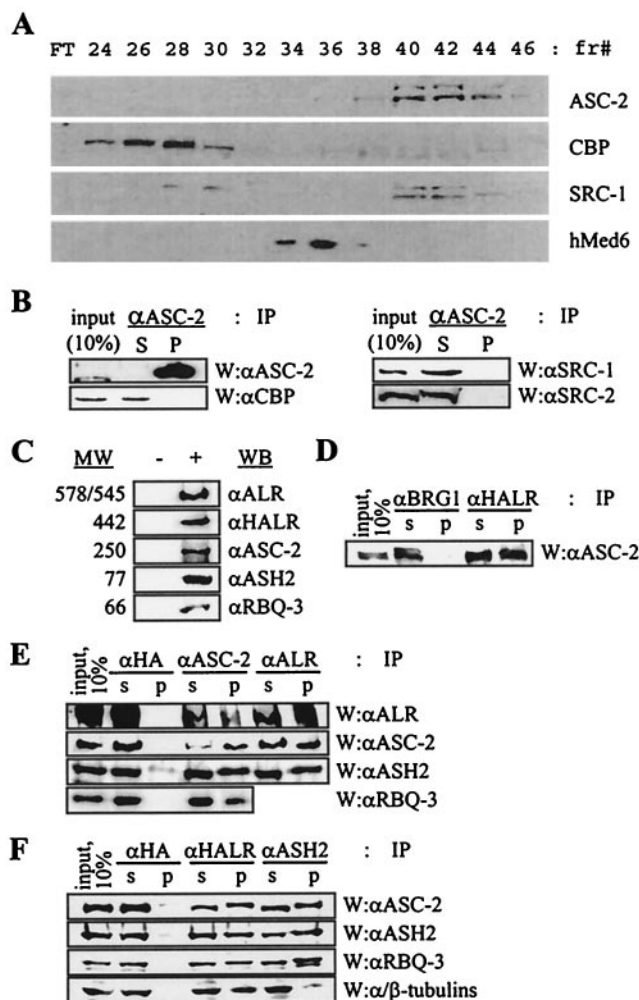 A
FT 24 26 28 30 32 34 36 38 40 42 44 46 : fr#
ASC-2
CBP
SRC-1
hMed6
B
input αASC-2 : IP
(10%) S P
W:αASC-2
W:αCBP
input αASC-2 : IP
(10%) S P
W:αSRC-1
W:αSRC-2
C
MW - + WB
578/545 αALR
442 αHALR
250 αASC-2
77 αASH2
66 αRBQ-3
D
input, 10% αBRG1 αHALR : IP
s p s p
W:αASC-2
E
input, 10% αHA αASC-2 αALR : IP
s p s p s p
W:αALR
W:αASC-2
W:αASH2
W:αRBQ-3
F
input, 10% αHA αHALR αASH2 : IP
s p s p s p
W:αASC-2
W:αASH2
W:αRBQ-3
W:α/β-tubulins